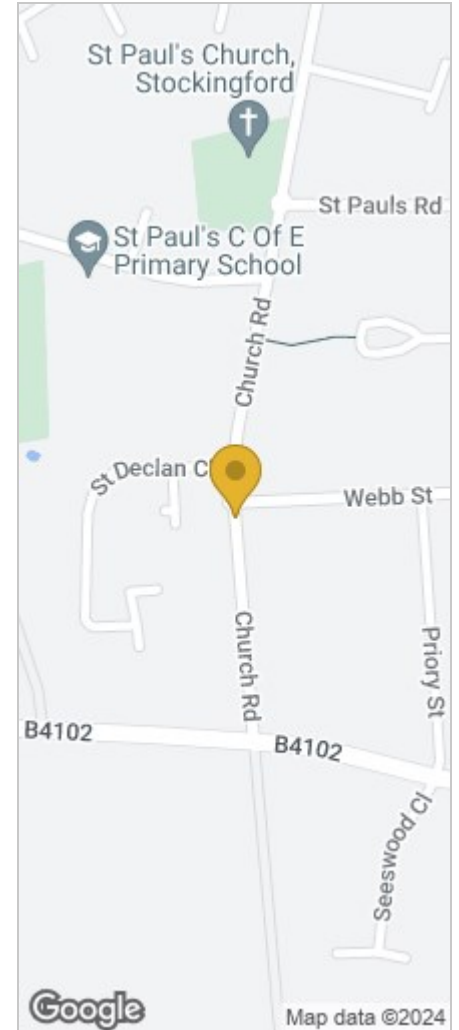 St Paul's Church,
Stockingford
St Pauls Rd
St Paul's C Of E
Primary School
Church Rd
St Declan C
Webb St
Church Rd
Priory St
B4102
B4102
Seeswood Cl
Google
Map data ©2024